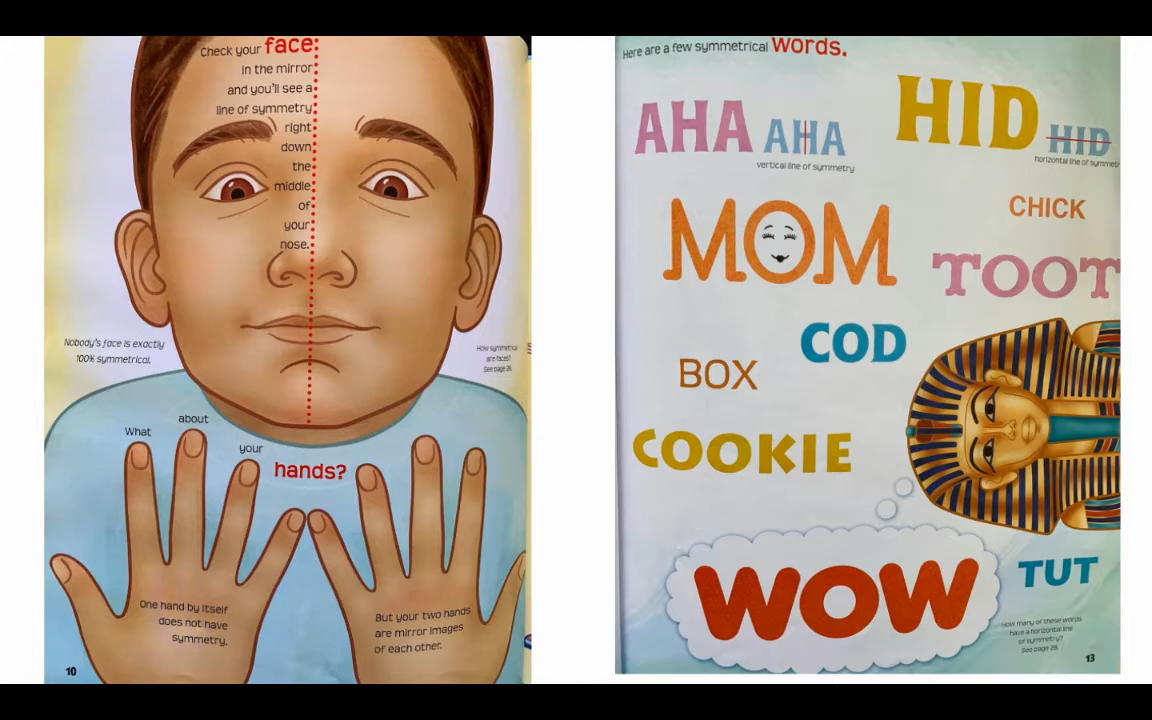 Check your face
in the mirror
and you'll see a
line of symmetry
right
down
the
middle
of
your
nose.
Nobody's face is exactly
100% symmetrical.
How symmetrical
are faces?
See page 28.
What
about
your
hands?
One hand by itself
does not have
symmetry.
But your two hands
are mirror images
of each other.
10
Here are a few symmetrical words.
AHA AHA
vertical line of symmetry
HID HID
horizontal line of symmetr
MOM
CHICK
TOOT
COD
BOX
COOKIE
WOW
TUT
How many of these words
have a horizontal line
of symmetry?
See page 28.
13